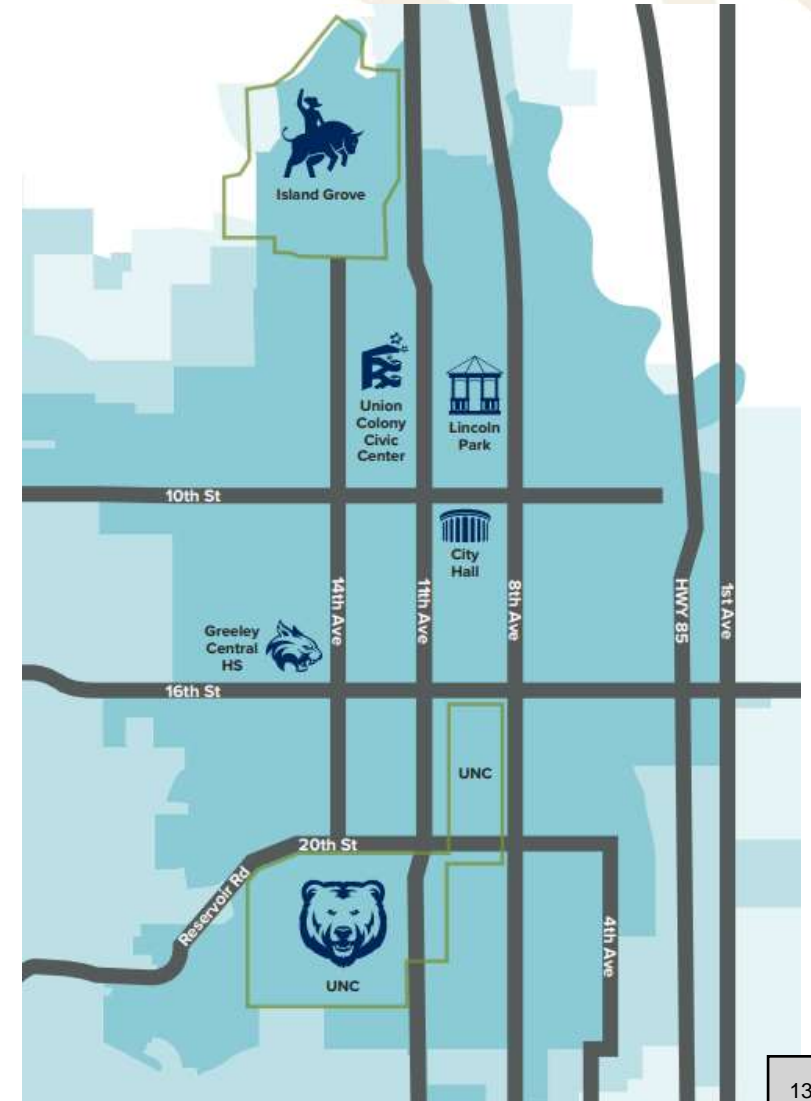 Island Grove
Union
Colony
Civic
Center
Lincoln
Park
10th St
City
Hall
14th Ave
11th Ave
8th Ave
HWY 85
1st Ave
Greeley
Central
HS
16th St
UNC
20th St
Reservoir Rd
UNC
4th Ave
13